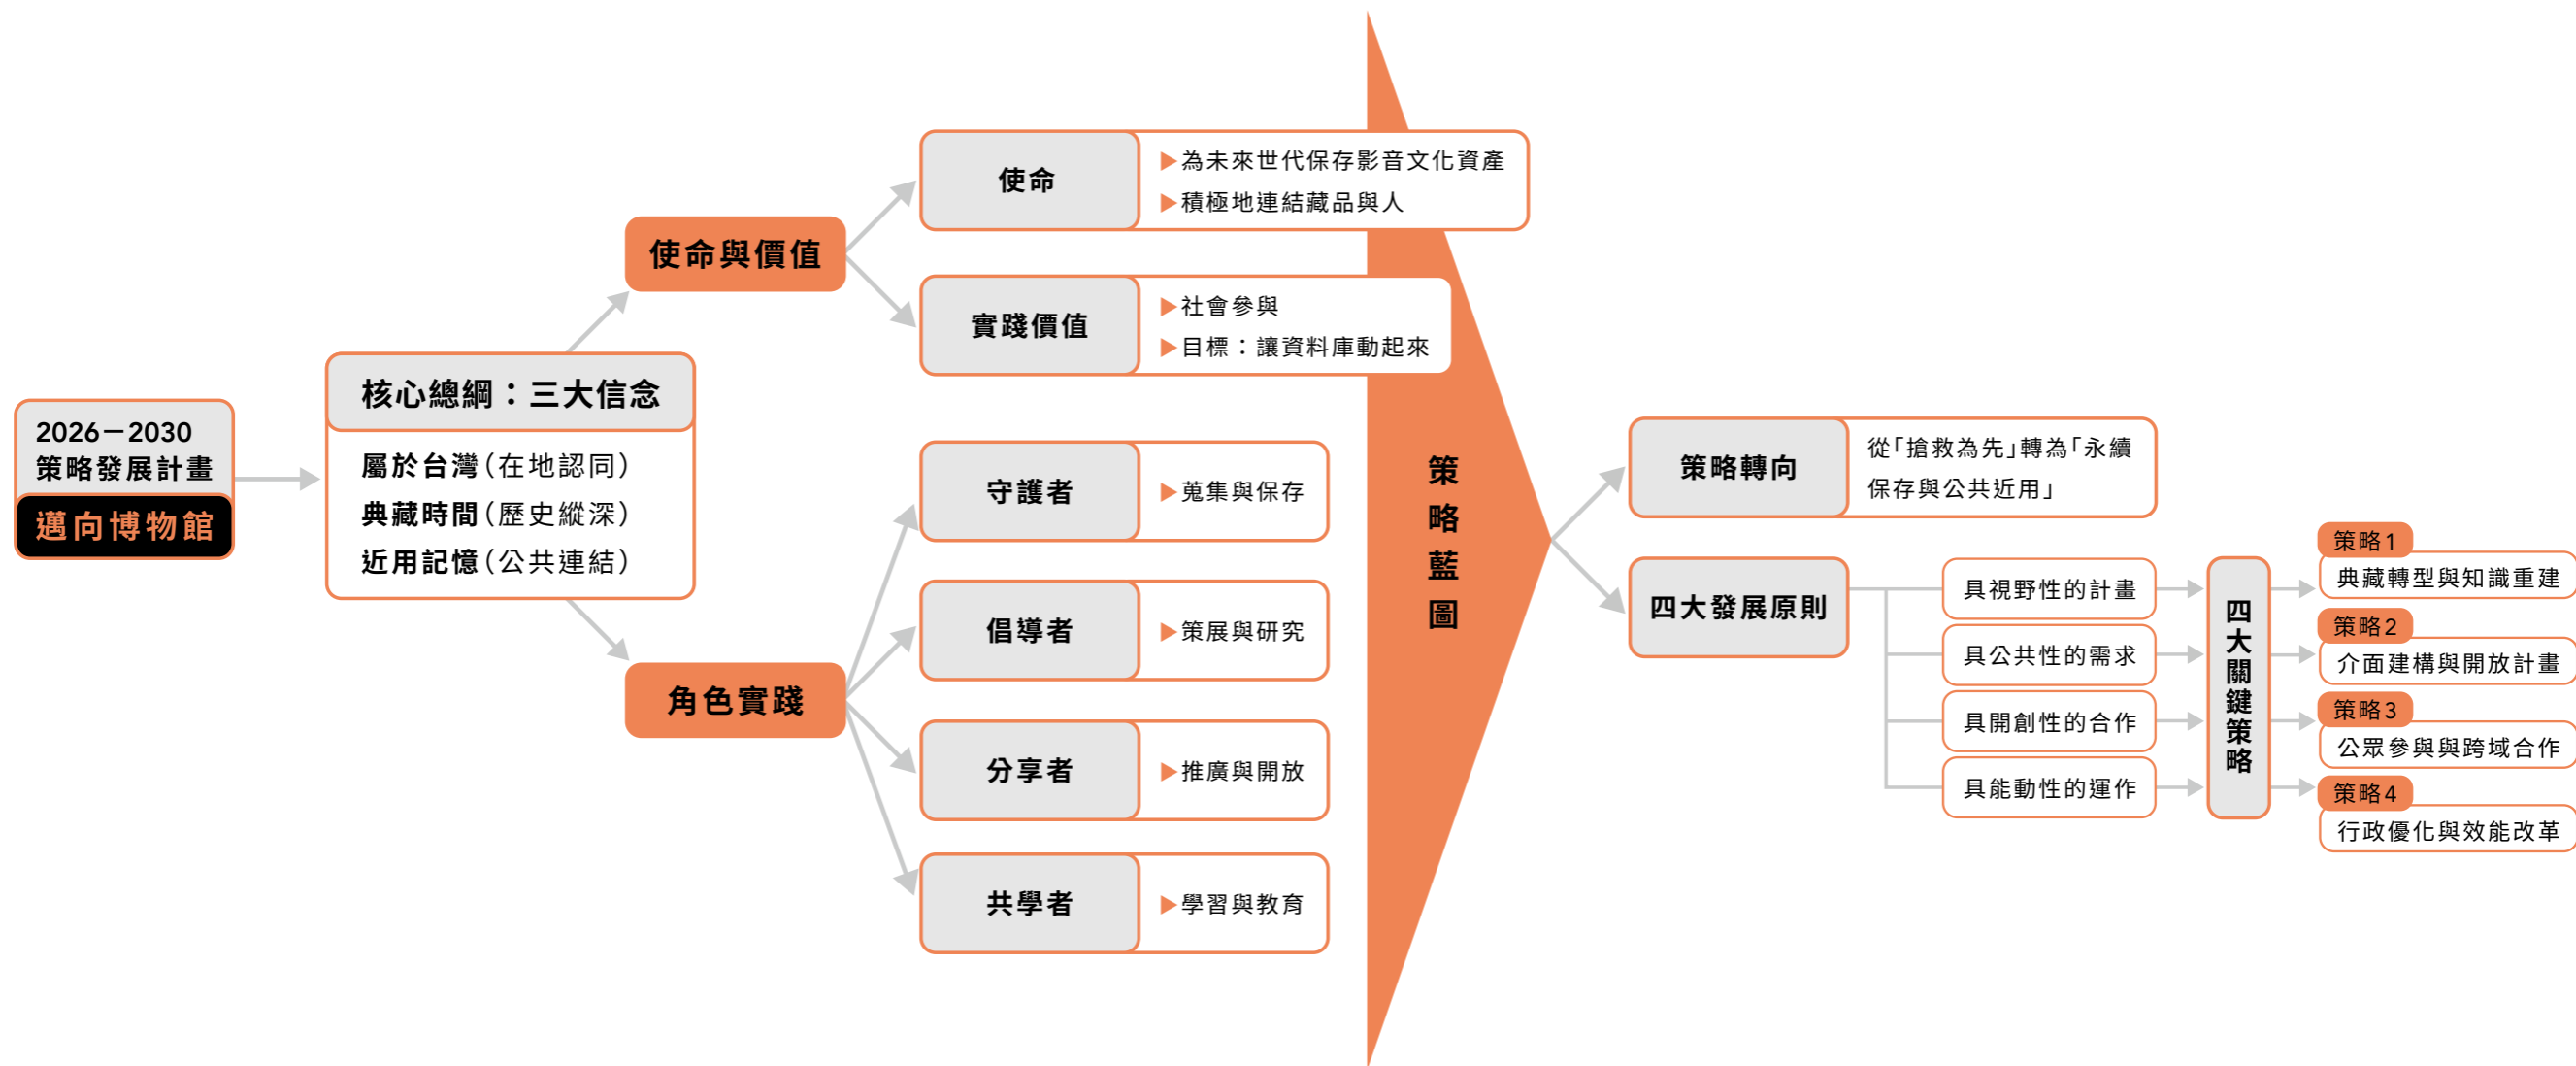 2026－2030
策略發展計畫
邁向博物館
核心總綱：三大信念
屬於台灣（在地認同）
典藏時間（歷史縱深）
近用記憶（公共連結）
使命與價值
使命
▶為未來世代保存影音文化資產
▶積極地連結藏品與人
實踐價值
▶社會參與
▶目標：讓資料庫動起來
角色實踐
守護者
▶蒐集與保存
倡導者
▶策展與研究
分享者
▶推廣與開放
共學者
▶學習與教育
策略藍圖
策略轉向
從「搶救為先」轉為「永續
保存與公共近用」
四大發展原則
具視野性的計畫
具公共性的需求
具開創性的合作
具能動性的運作
四大關鍵策略
策略1
典藏轉型與知識重建
策略2
介面建構與開放計畫
策略3
公眾參與與跨域合作
策略4
行政優化與效能改革